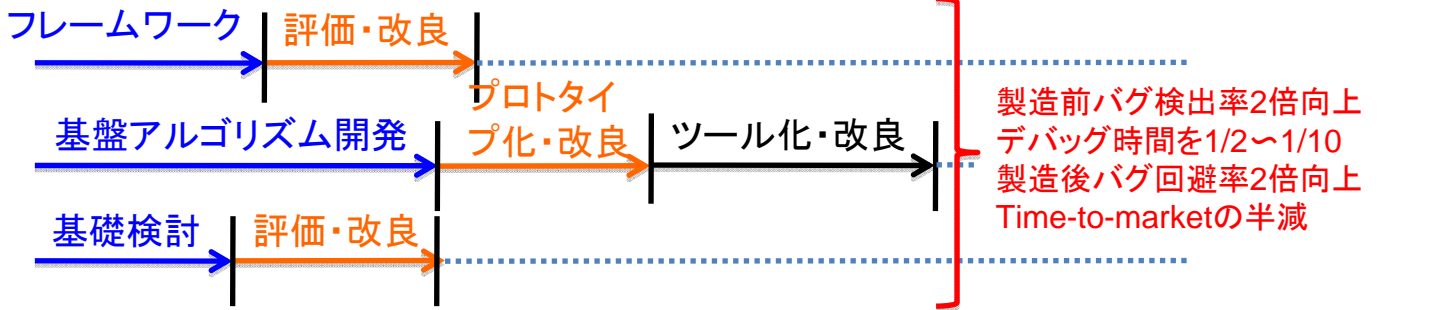 フレームワーク
評価・改良
基盤アルゴリズム開発
プロトタイ
プ化・改良
ツール化・改良
基礎検討
評価・改良
製造前バグ検出率2倍向上
デバッグ時間を1/2～1/10
製造後バグ回避率2倍向上
Time-to-marketの半減